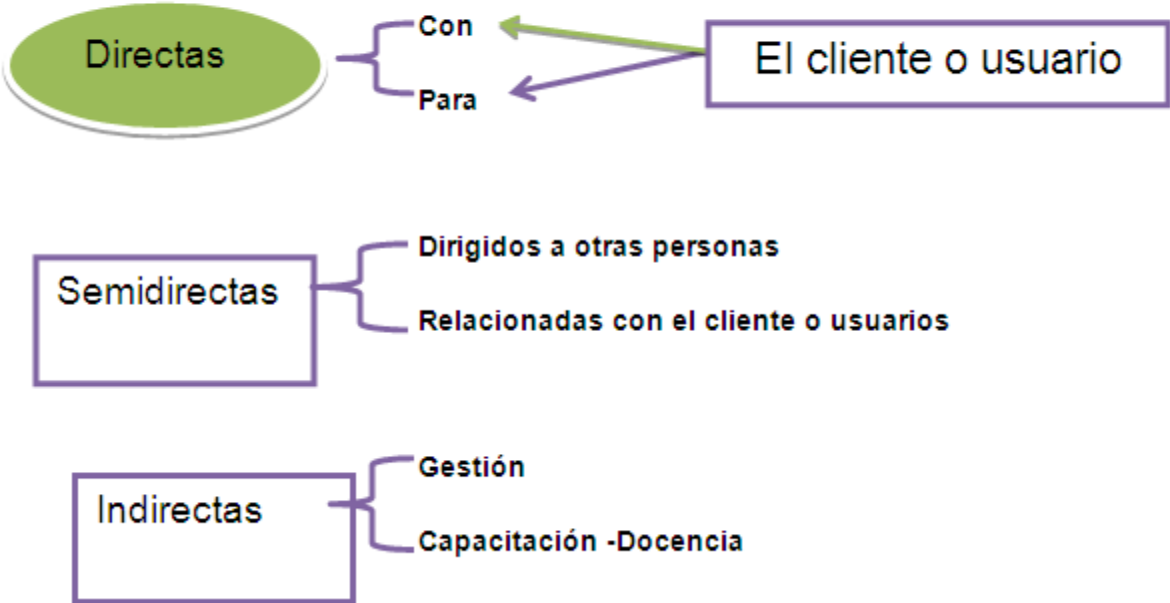 Directas
Con
Para
El cliente o usuario
Semidirectas
Dirigidos a otras personas
Relacionadas con el cliente o usuarios
Indirectas
Gestión
Capacitación -Docencia